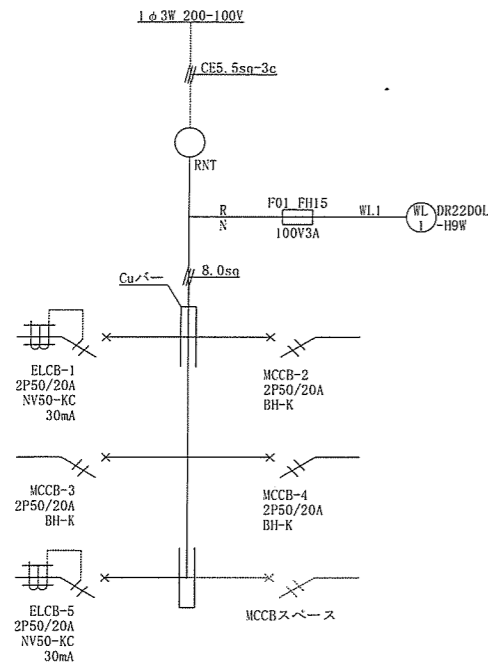 1φ3W 200-100V
CE5.5sq-3c
RNT
R
N
F01 FH15
100V3A
WL1
WL
1
DR22D0L
-H9W
8.0sq
Cuバー
ELCB-1
2P50/20A
NV50-KC
30mA
MCCB-2
2P50/20A
BH-K
MCCB-3
2P50/20A
BH-K
MCCB-4
2P50/20A
BH-K
ELCB-5
2P50/20A
NV50-KC
30mA
MCCBスペース